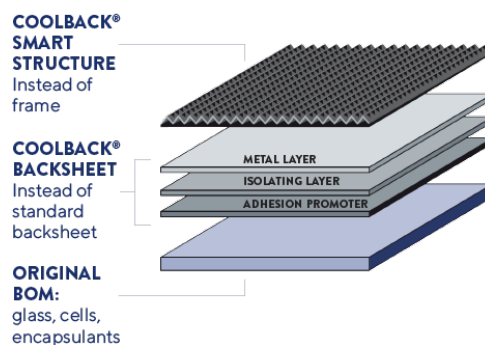 COOLBACK®
SMART
STRUCTURE
Instead of
frame
COOLBACK®
BACKSHEET
Instead of
standard
backsheet
METAL LAYER
ISOLATING LAYER
ADHESION PROMOTER
ORIGINAL
BOM:
glass, cells,
encapsulants